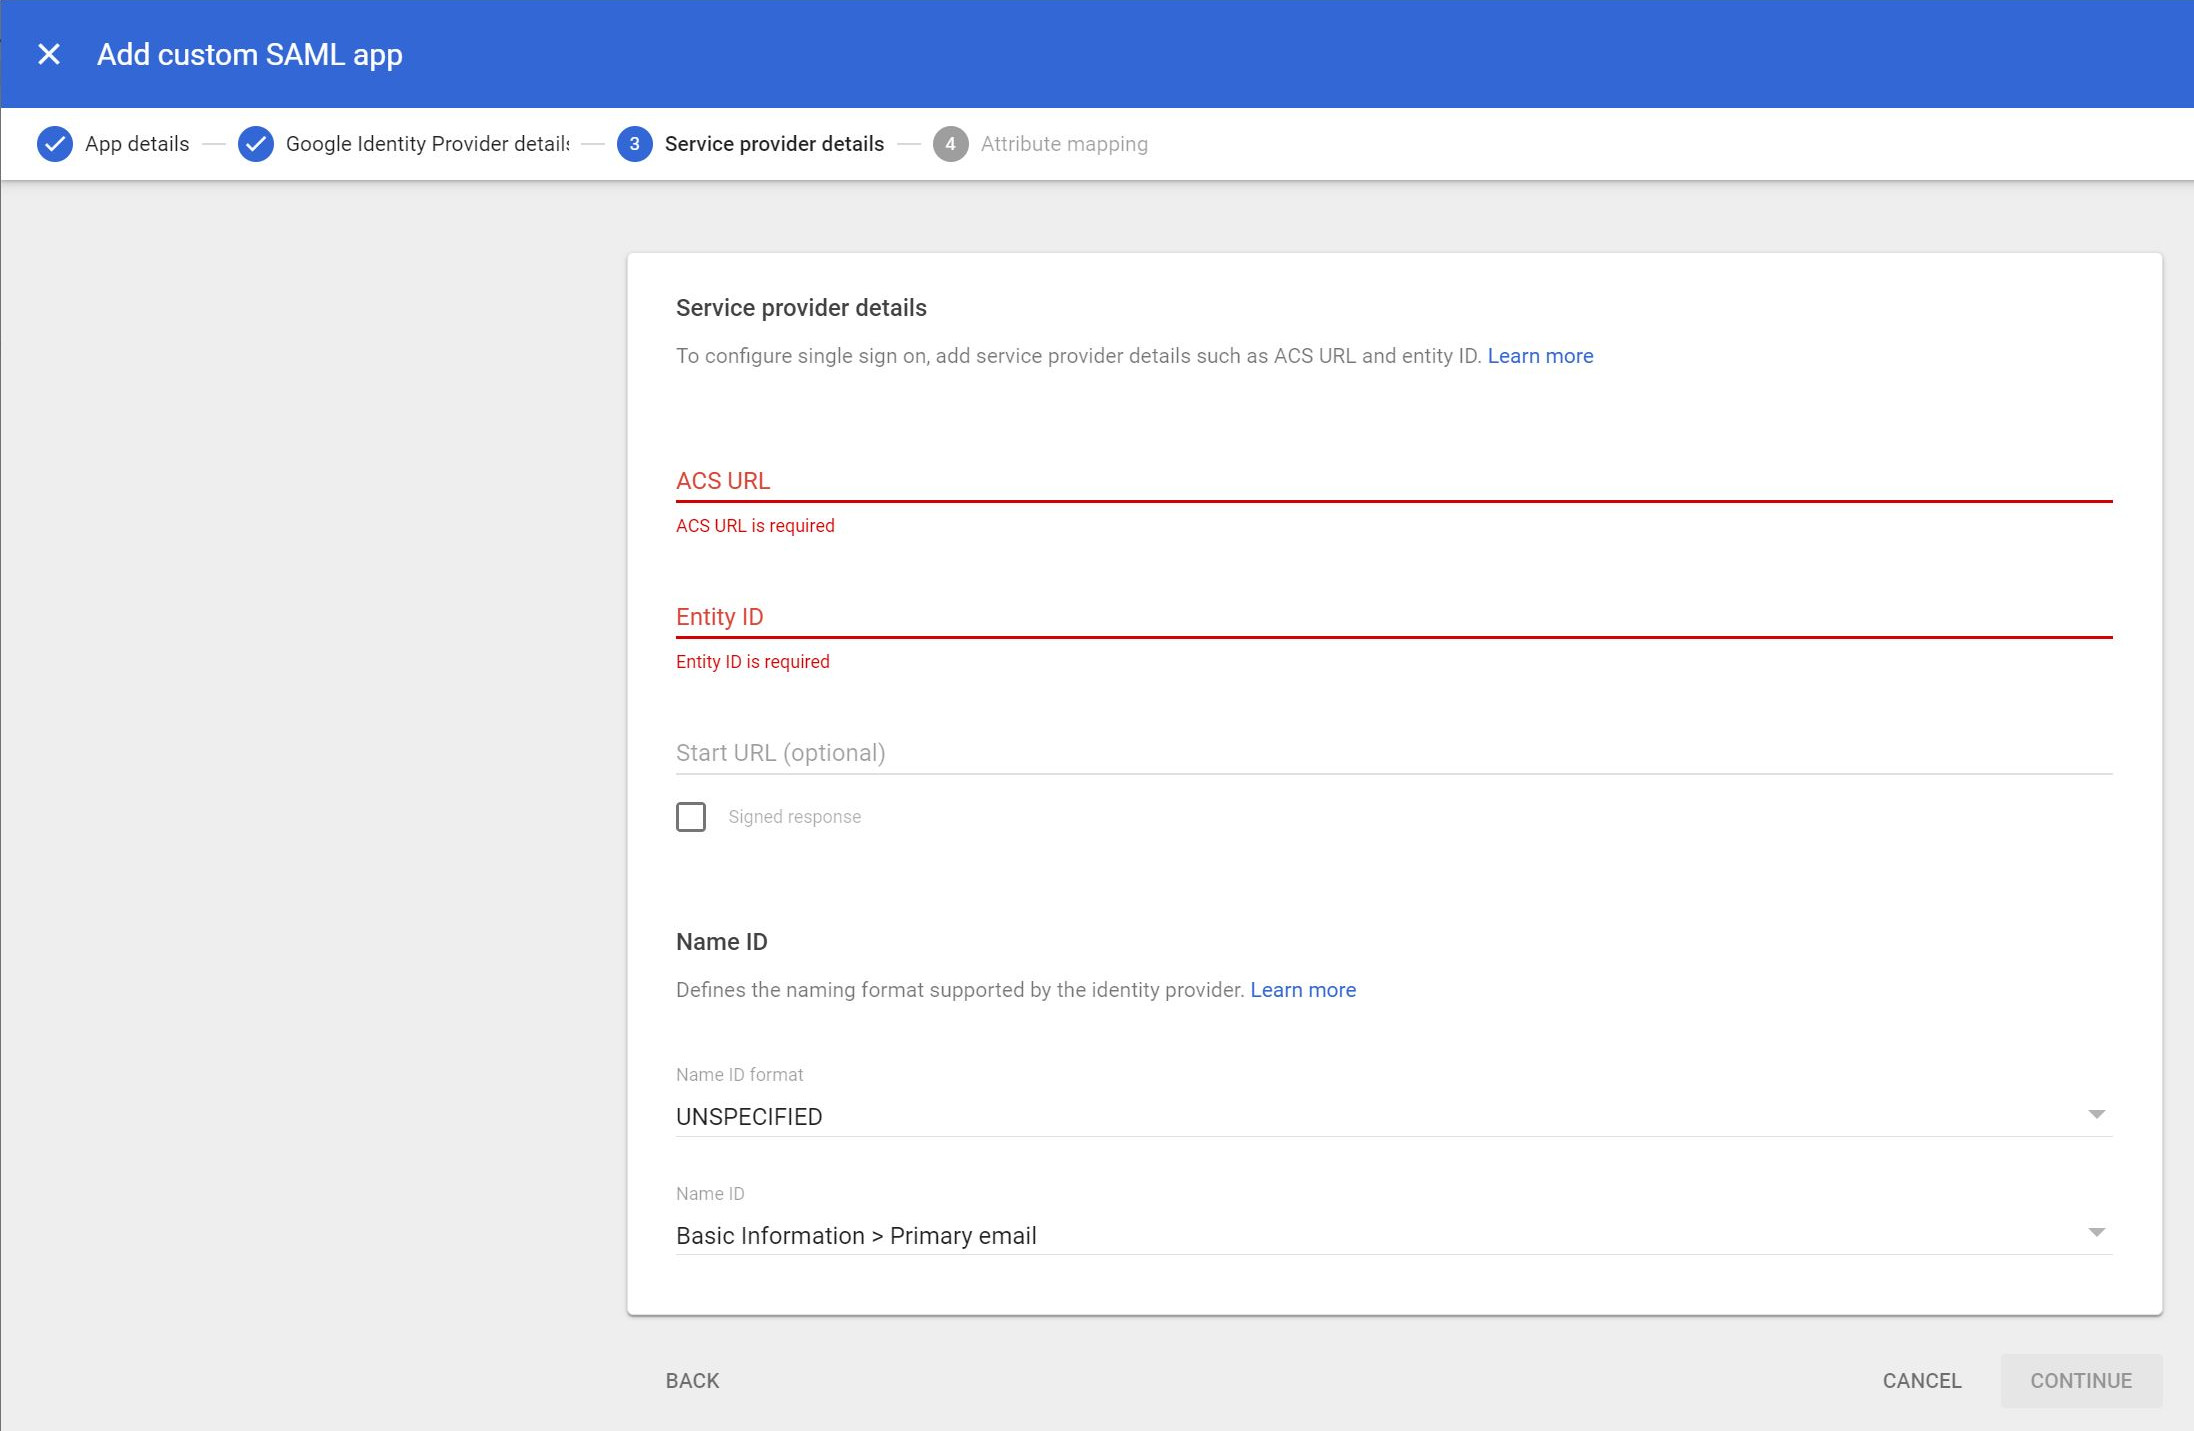 Add custom SAML app
App details
Google Identity Provider details
3 Service provider details
4 Attribute mapping
Service provider details
To configure single sign on, add service provider details such as ACS URL and entity ID. Learn more
ACS URL
ACS URL is required
Entity ID
Entity ID is required
Start URL (optional)
Signed response
Name ID
Defines the naming format supported by the identity provider. Learn more
Name ID format
UNSPECIFIED
Name ID
Basic Information > Primary email
BACK
CANCEL
CONTINUE